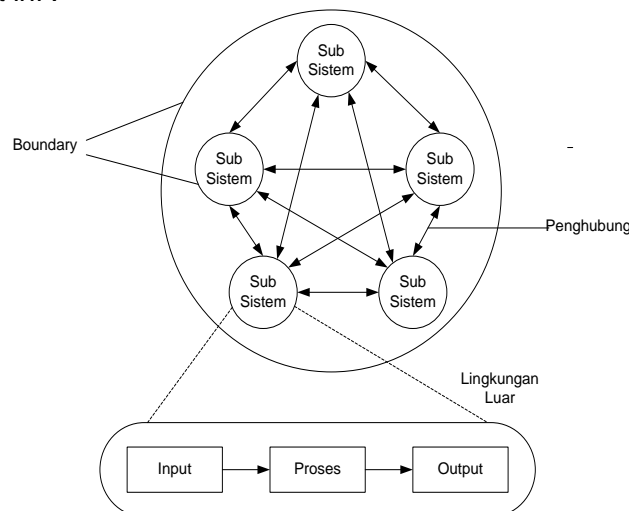 Sub
Sistem
Boundary
Sub
Sistem
Sub
Sistem
Penghubung
Sub
Sistem
Sub
Sistem
Lingkungan
Luar
Input
Proses
Output